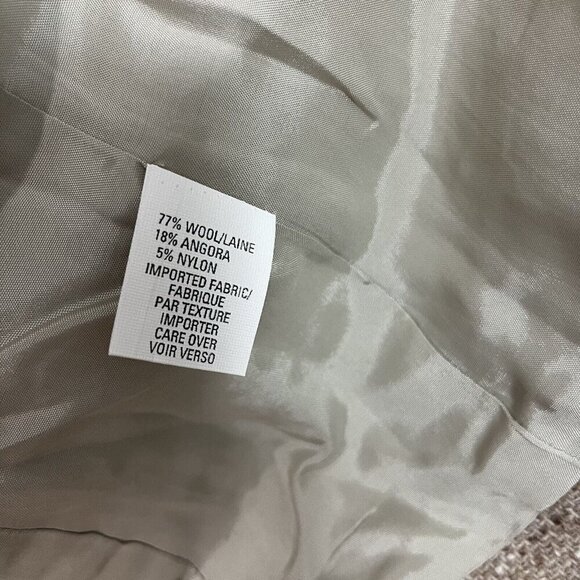 77% WOOL/LAINE
18% ANGORA
5% NYLON
IMPORTED FABRIC/
FABRIQUE
PAR TEXTURE
IMPORTER
CARE OVER
VOIR VERSO